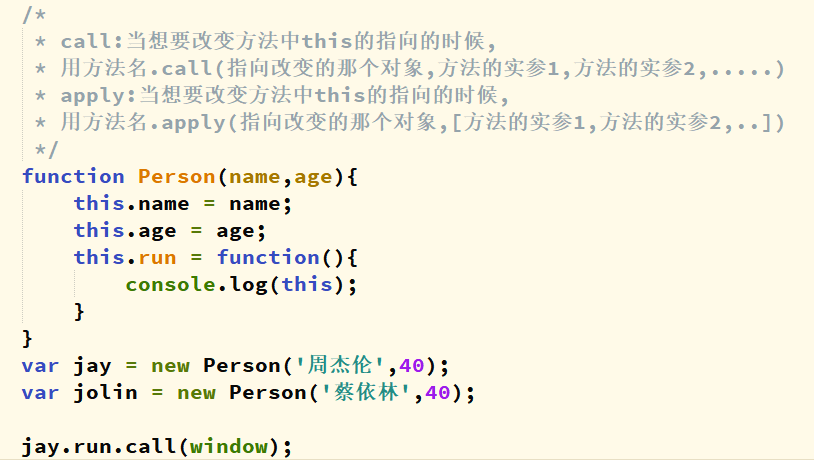 /*
* call:当想要改变方法中this的指向的时候,
* 用方法名.call(指向改变的那个对象,方法的实参1,方法的实参2,.....)
* apply:当想要改变方法中this的指向的时候,
* 用方法名.apply(指向改变的那个对象,[方法的实参1,方法的实参2,..])
*/
function Person(name,age){
this.name = name;
this.age = age;
this.run = function(){
console.log(this);
}
}
var jay = new Person('周杰伦',40);
var jolin = new Person('蔡依林',40);
jay.run.call(window);